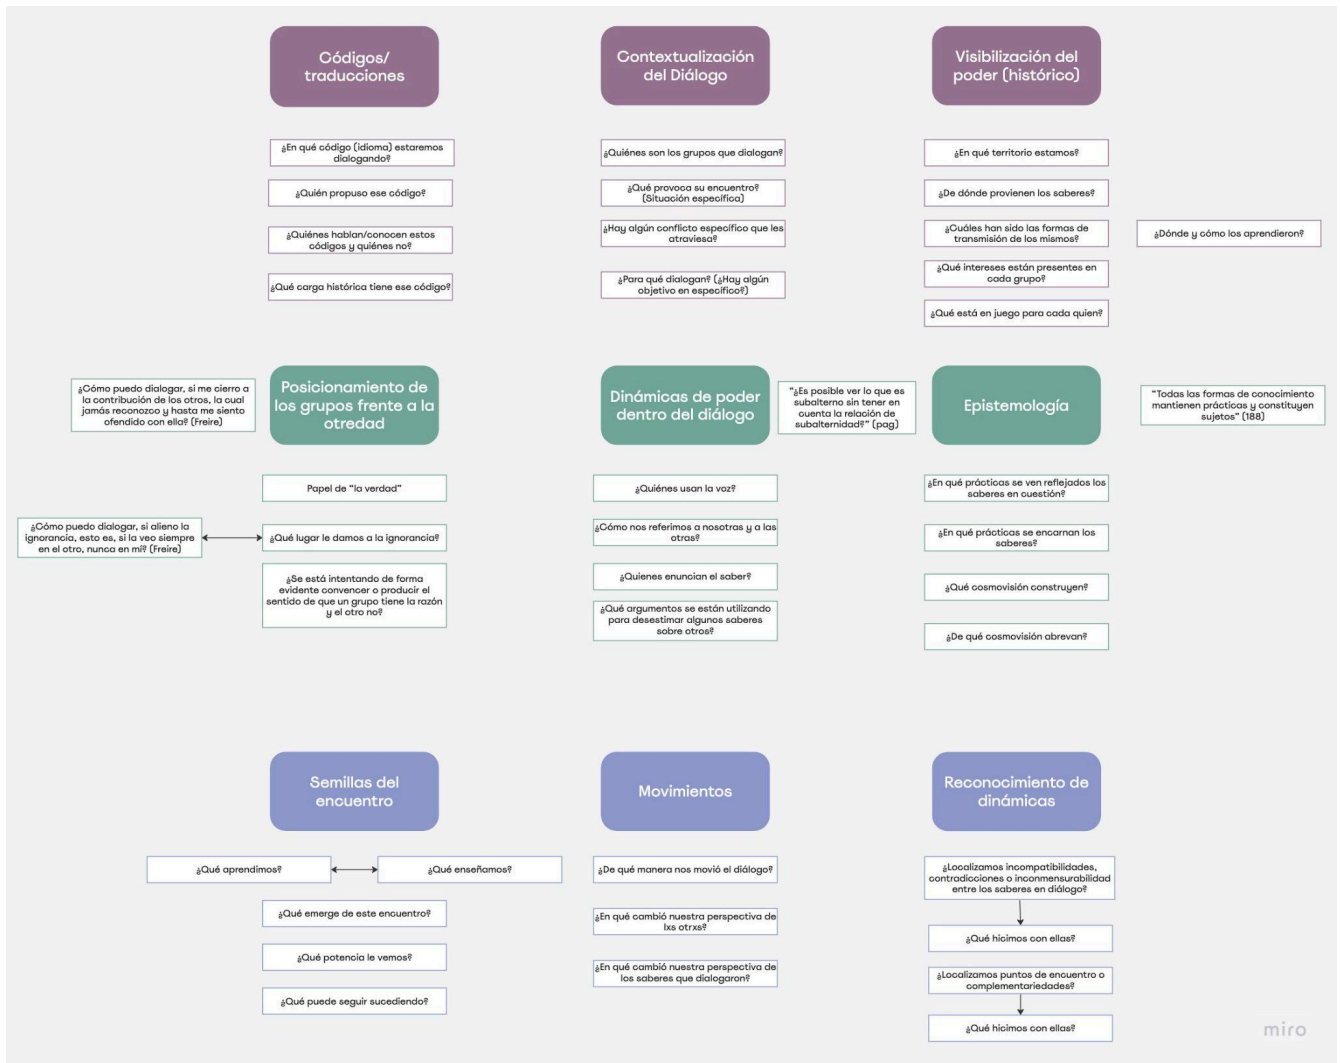 Códigos/
traducciones
¿En qué código (idioma) estaremos
dialogando?
¿Quién propuso ese código?
¿Quiénes hablan/conocen estos
códigos y quiénes no?
¿Qué carga histórica tiene ese código?
Contextualización
del Diálogo
¿Quiénes son los grupos que dialogan?
¿Qué provoca su encuentro?
(Situación específica)
¿Hay algún conflicto específico que les
atraviesa?
¿Para qué dialogan? (¿Hay algún
objetivo en específico?)
Visibilización del
poder (histórico)
¿En qué territorio estamos?
¿De dónde provienen los saberes?
¿Cuáles han sido las formas de
transmisión de los mismos?
¿Dónde y cómo los aprendieron?
¿Qué intereses están presentes en
cada grupo?
¿Qué está en juego para cada quien?
¿Cómo puedo dialogar, si me cierro a
la contribución de los otros, la cual
jamás reconozco y hasta me siento
ofendido con ella? (Freire)
Posicionamiento de
los grupos frente a la
otredad
Papel de “la verdad”
¿Cómo puedo dialogar, si alieno la
ignorancia, esto es, si la veo siempre
en el otro, nunca en mí? (Freire)
¿Qué lugar le damos a la ignorancia?
¿Se está intentando de forma
evidente convencer o producir el
sentido de que un grupo tiene la razón
y el otro no?
Dinámicas de poder
dentro del diálogo
“¿Es posible ver lo que es
subalterno sin tener en
cuenta la relación de
subalternidad?” (pag)
¿Quiénes usan la voz?
¿Cómo nos referimos a nosotras y a las
otras?
¿Quienes enuncian el saber?
¿Qué argumentos se están utilizando
para desestimar algunos saberes
sobre otros?
Epistemología
“Todas las formas de conocimiento
mantienen prácticas y constituyen
sujetos” (188)
¿En qué prácticas se ven reflejados los
saberes en cuestión?
¿En qué prácticas se encarnan los
saberes?
¿Qué cosmovisión construyen?
¿De qué cosmovisión abrevan?
Semillas del
encuentro
¿Qué aprendimos?
¿Qué enseñamos?
¿Qué emerge de este encuentro?
¿Qué potencia le vemos?
¿Qué puede seguir sucediendo?
Movimientos
¿De qué manera nos movió el diálogo?
¿En qué cambió nuestra perspectiva de
lxs otrxs?
¿En qué cambió nuestra perspectiva de
los saberes que dialogaron?
Reconocimiento de
dinámicas
¿Localizamos incompatibilidades,
contradicciones o inconmensurabilidad
entre los saberes en diálogo?
¿Qué hicimos con ellas?
¿Localizamos puntos de encuentro o
complementariedades?
¿Qué hicimos con ellas?
miro